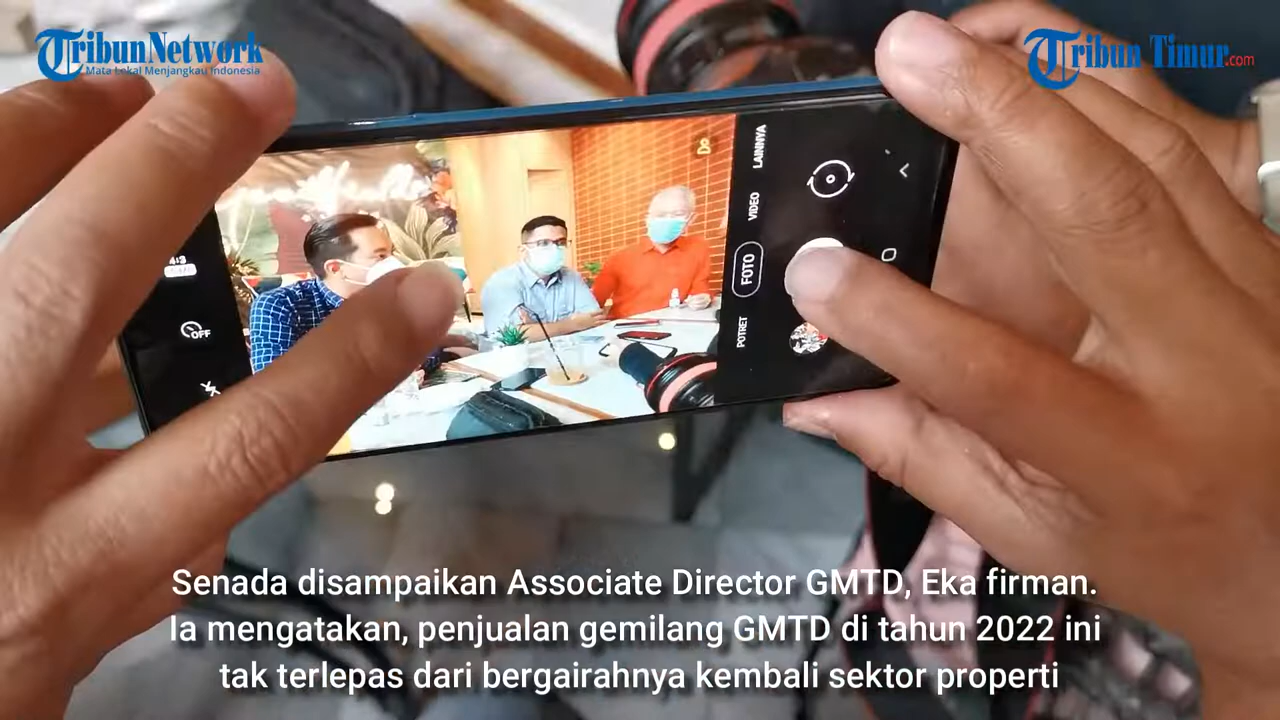 TribunNetwork
Mata Lokal Menjangkau Indonesia
Tribun Timur.com
4:3
OFF
LAINNYA
VIDEO
FOTO
POTRET
Senada disampaikan Associate Director GMTD, Eka firman.
Ia mengatakan, penjualan gemilang GMTD di tahun 2022 ini
tak terlepas dari bergairahnya kembali sektor properti